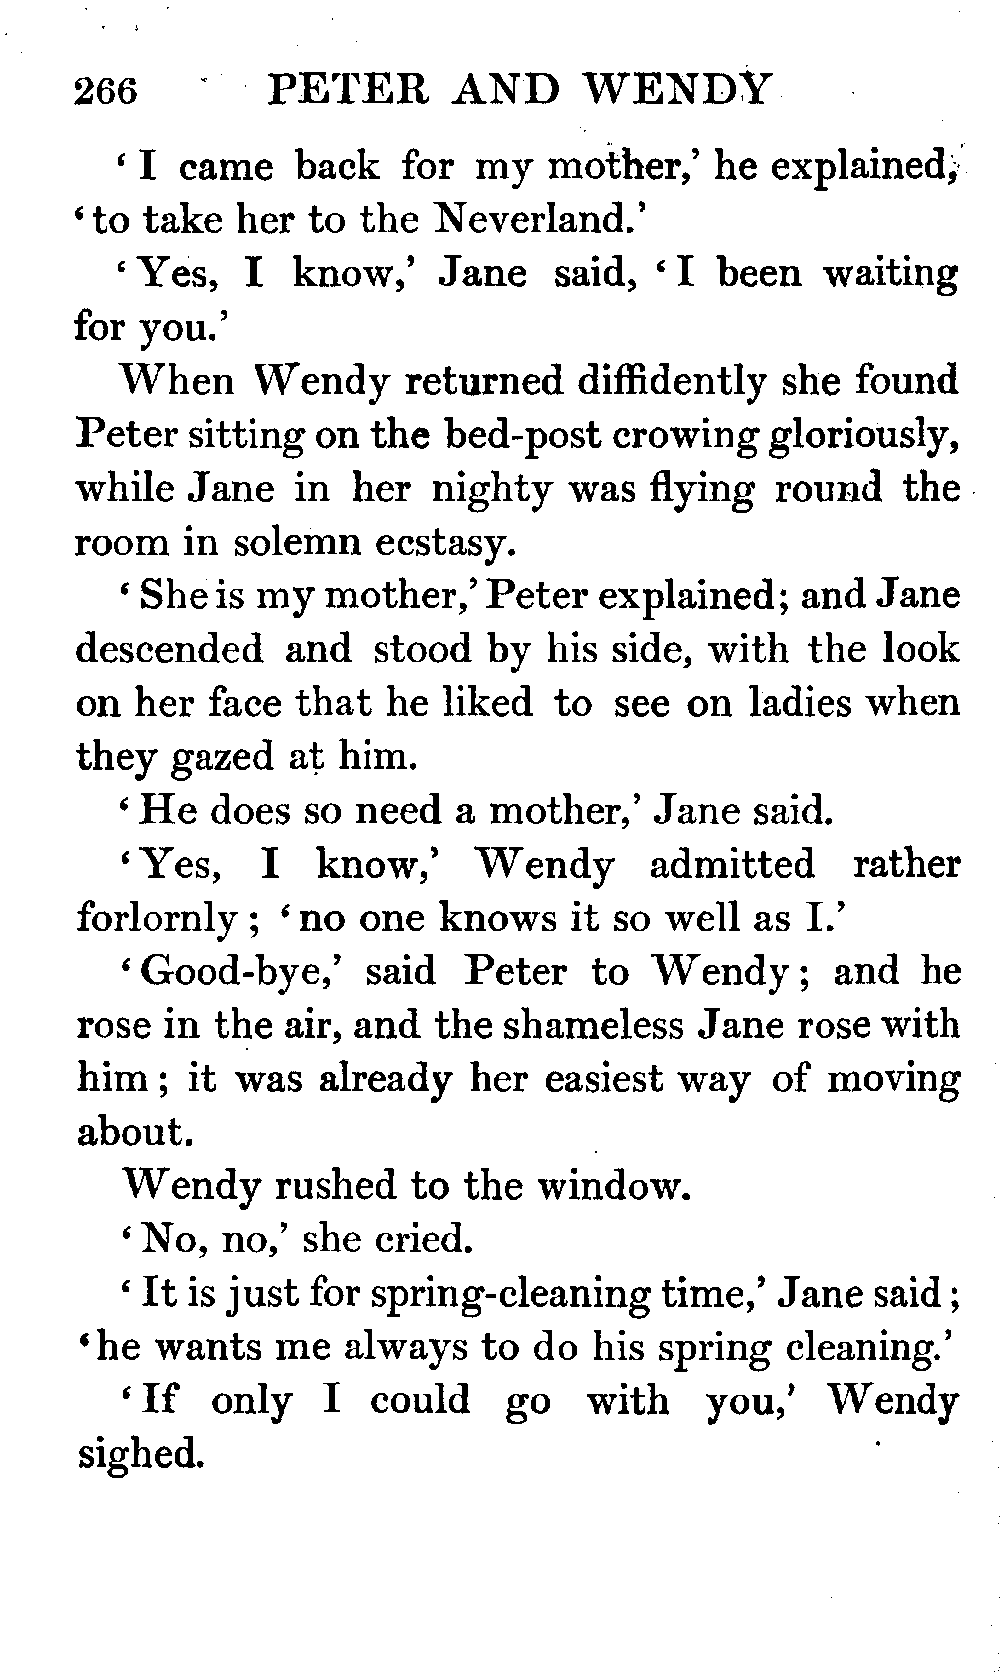 266 PETER AND WENDY
‘I came back for my mother,’ he explained,
‘to take her to the Neverland.’
‘Yes, I know,’ Jane said, ‘I been waiting
for you.’
When Wendy returned diffidently she found
Peter sitting on the bed-post crowing gloriously,
while Jane in her nighty was flying round the
room in solemn ecstasy.
‘She is my mother,’ Peter explained; and Jane
descended and stood by his side, with the look
on her face that he liked to see on ladies when
they gazed at him.
‘He does so need a mother,’ Jane said.
‘Yes, I know,’ Wendy admitted rather
forlornly; ‘no one knows it so well as I.’
‘Good-bye,’ said Peter to Wendy; and he
rose in the air, and the shameless Jane rose with
him; it was already her easiest way of moving
about.
Wendy rushed to the window.
‘No, no,’ she cried.
‘It is just for spring-cleaning time,’ Jane said;
‘he wants me always to do his spring cleaning.’
‘If only I could go with you,’ Wendy
sighed.